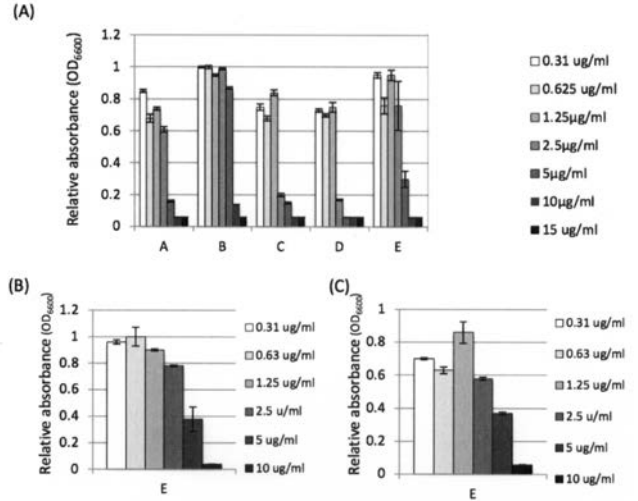 (A)
Relative absorbance (OD6600)
1.2
1
0.8
0.6
0.4
0.2
0
A B C D E
0.31 ug/ml
0.625 ug/ml
1.25µg/ml
2.5µg/ml
5µg/ml
10µg/ml
15 ug/ml
(B)
Relative absorbance (OD6600)
1.2
1
0.8
0.6
0.4
0.2
0
E
0.31 ug/ml
0.63 ug/ml
1.25 ug/ml
2.5 u/ml
5 ug/ml
10 ug/ml
(C)
Relative absorbance (OD6600)
1
0.8
0.6
0.4
0.2
0
E
0.31 ug/ml
0.63 ug/ml
1.25 ug/ml
2.5 u/ml
5 ug/ml
10 ug/ml